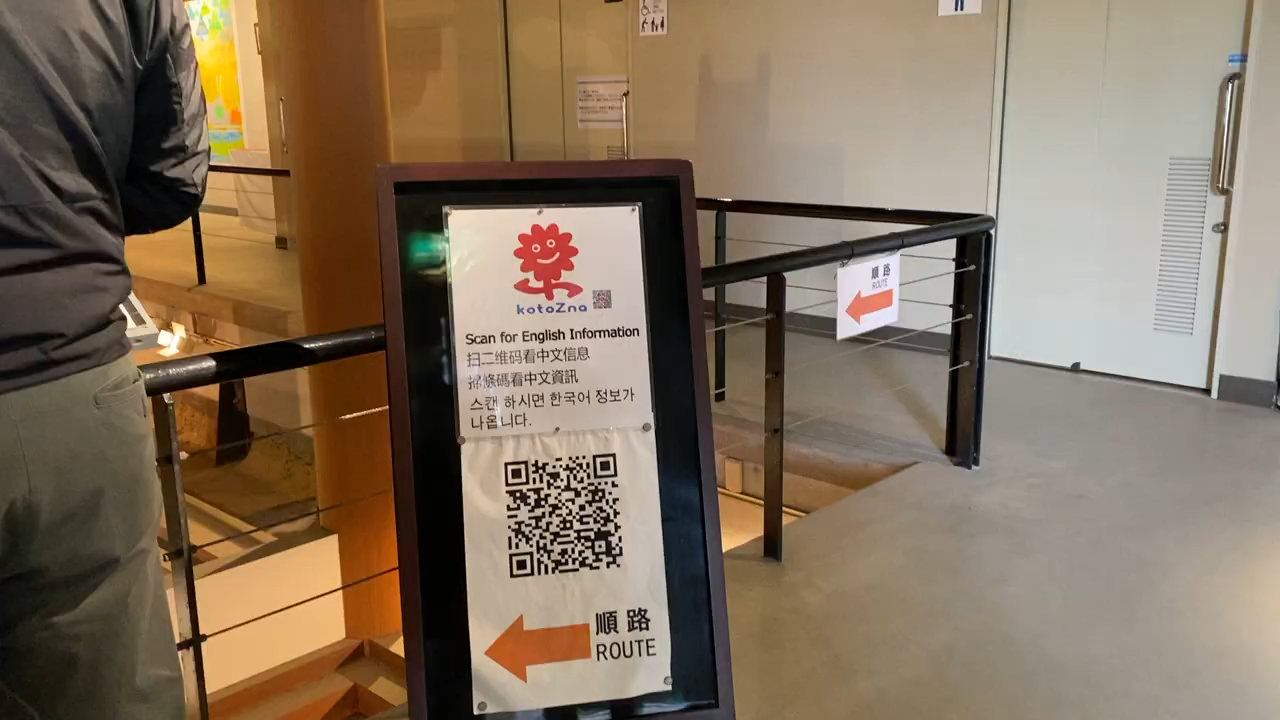 kotoZna
Scan for English Information
扫二维码看中文信息
掃條碼看中文資訊
스캔 하시면 한국어 정보가
나옵니다.
順路
ROUTE
順路
ROUTE